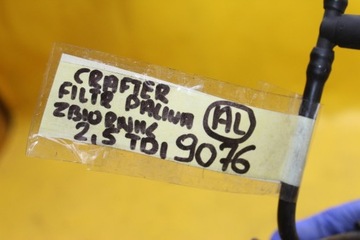 CRAFTER
FILTR PALIWA
ZBIORNIK
2,5 TDI 9076
AL